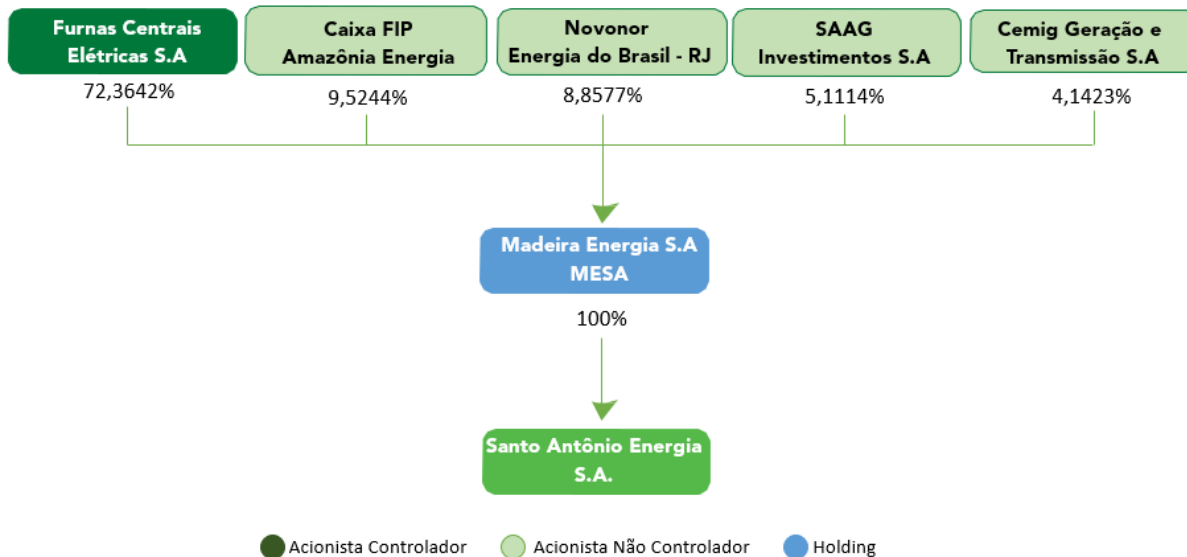 Furnas Centrais
Elétricas S.A
72,3642%
Caixa FIP
Amazônia Energia
9,5244%
Novonor
Energia do Brasil - RJ
8,8577%
SAAG
Investimentos S.A
5,1114%
Cemig Geração e
Transmissão S.A
4,1423%
Madeira Energia S.A
MESA
100%
Santo Antônio Energia
S.A.
Acionista Controlador
Acionista Não Controlador
Holding